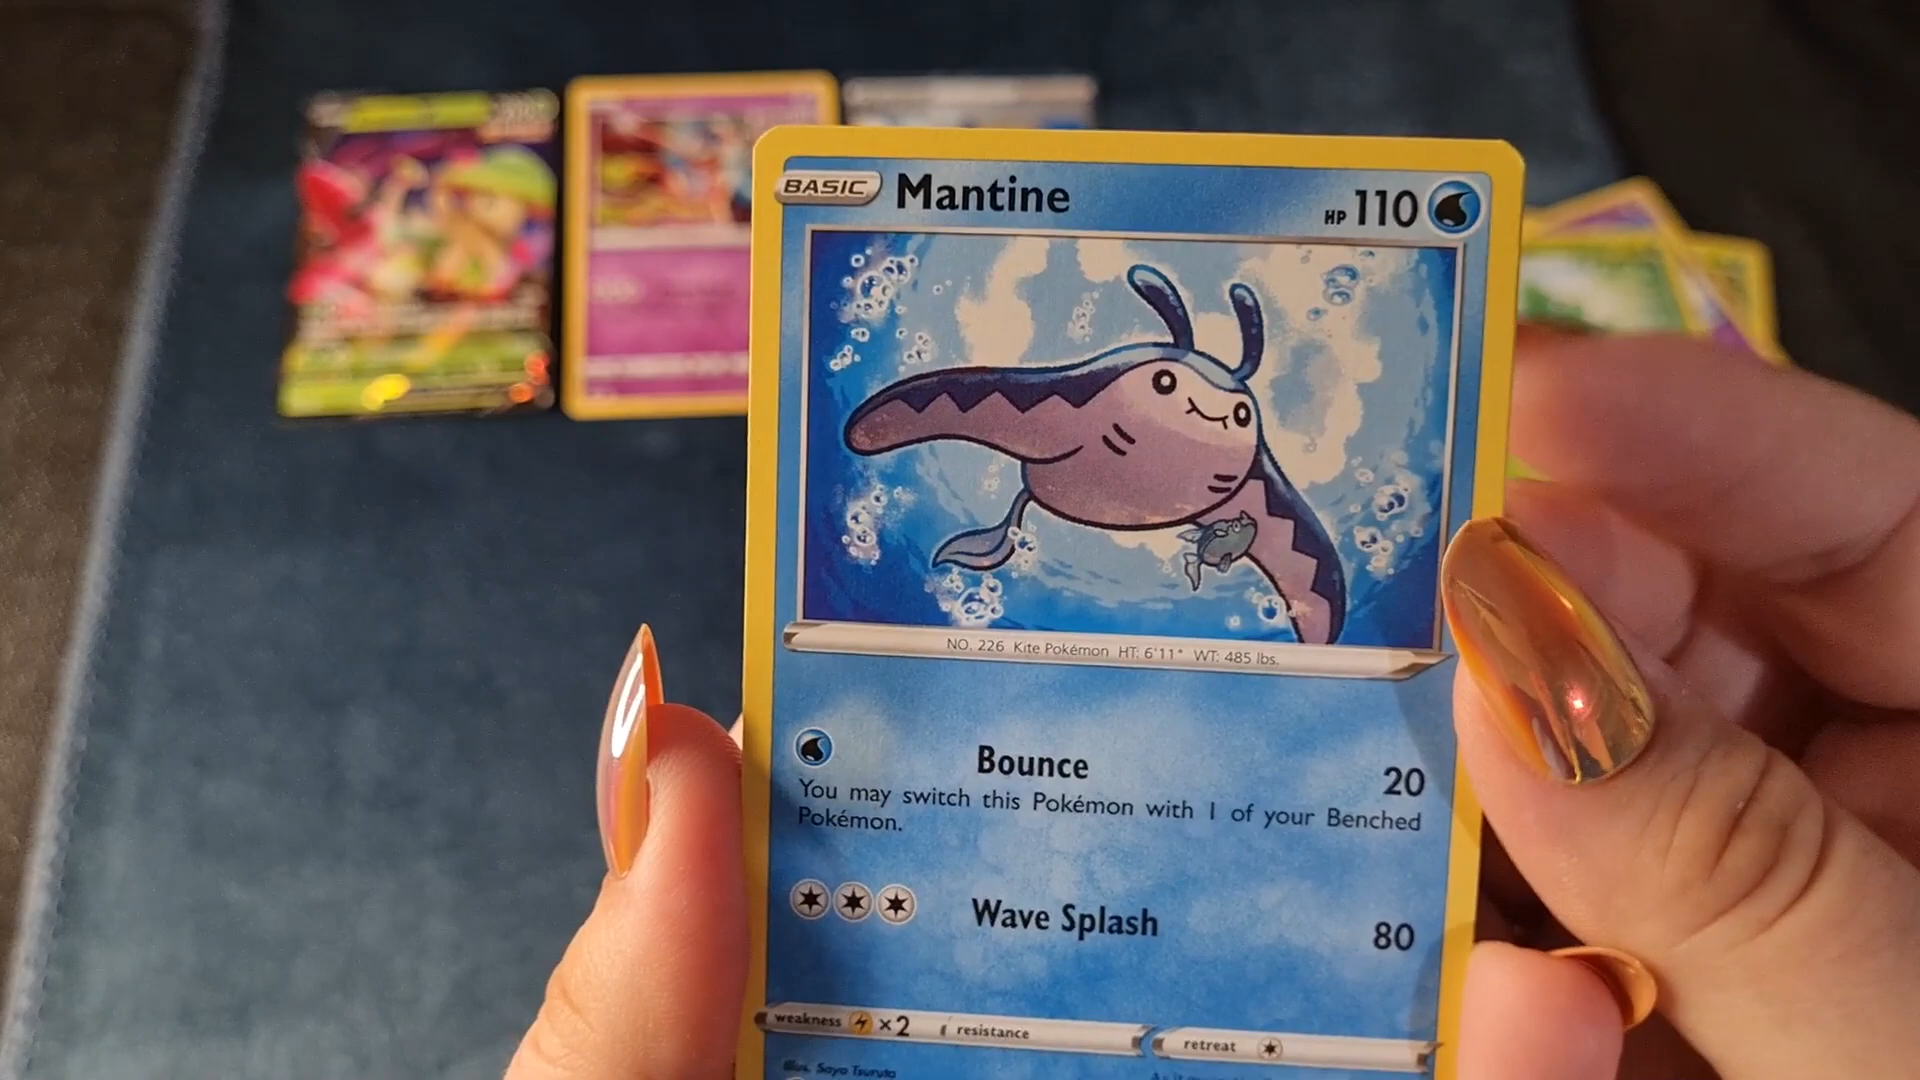 BASIC Mantine HP 110
NO. 226 Kite Pokémon HT: 6'11" WT: 485 lbs.
Bounce 20
You may switch this Pokémon with 1 of your Benched
Pokémon.
Wave Splash 80
weakness ×2 resistance retreat
Illus. Saya Tsuruta